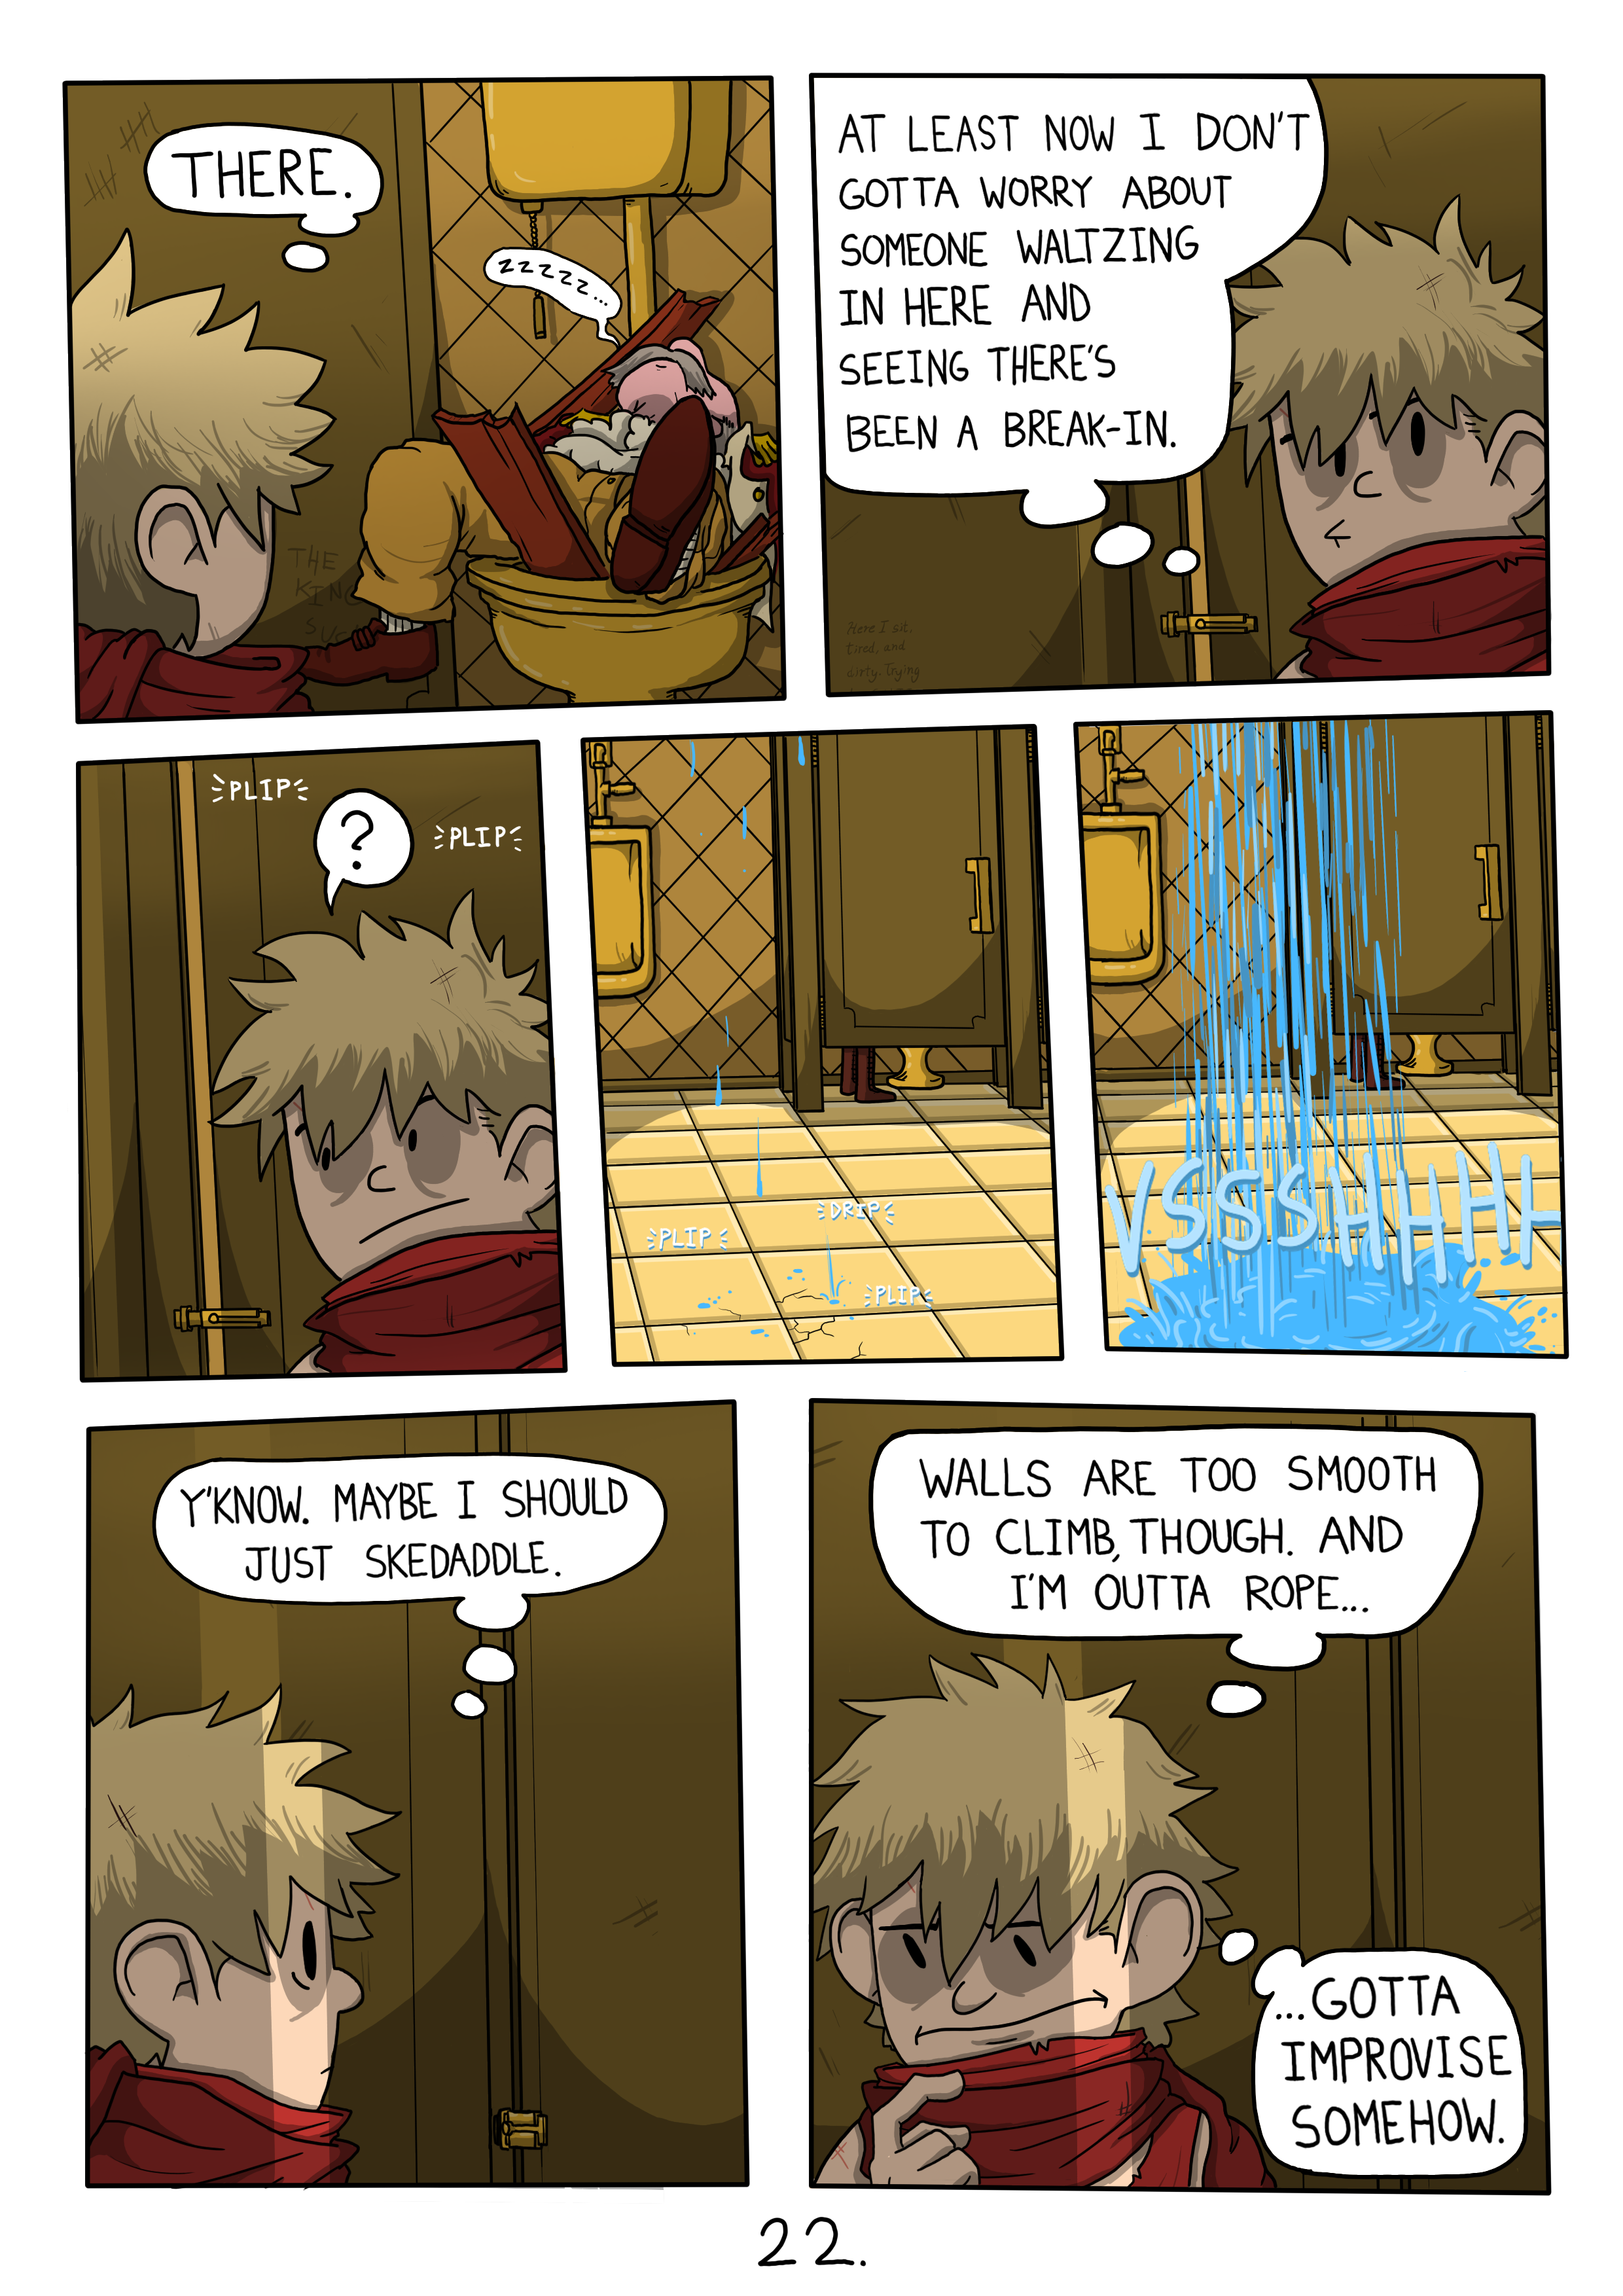 THERE.
ZZZZZ...
THE
KING
AT LEAST NOW I DON'T
GOTTA WORRY ABOUT
SOMEONE WALTZING
IN HERE AND
SEEING THERE'S
BEEN A BREAK-IN.
Here I sit,
tired, and
dirty. Trying
PLIP
?
PLIP
DRIP
PLIP
PLIP
VSSSHHHH
Y'KNOW. MAYBE I SHOULD
JUST SKEDADDLE.
WALLS ARE TOO SMOOTH
TO CLIMB, THOUGH. AND
I'M OUTTA ROPE...
...GOTTA
IMPROVISE
SOMEHOW.
22.